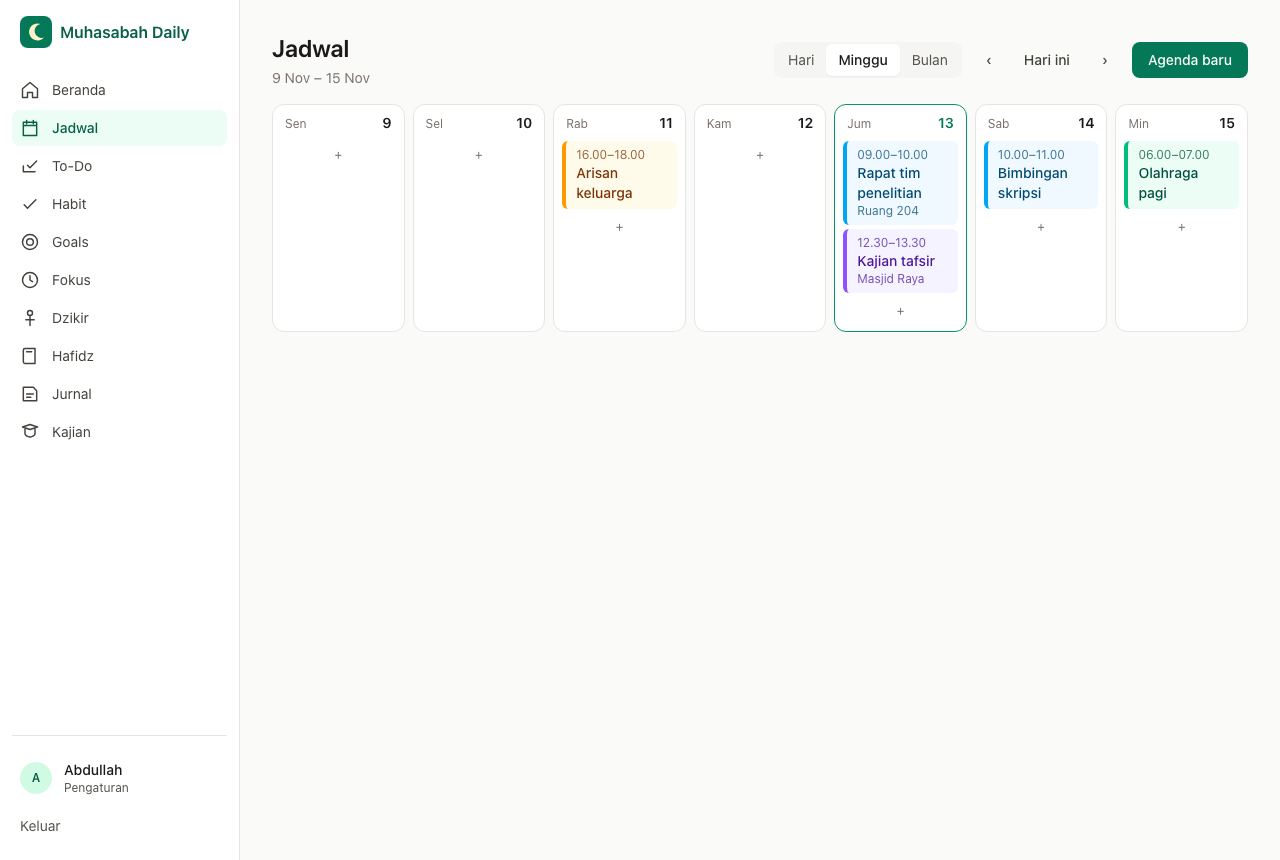 Muhasabah Daily
Beranda
Jadwal
To-Do
Habit
Goals
Fokus
Dzikir
Hafidz
Jurnal
Kajian
A
Abdullah
Pengaturan
Keluar
Jadwal
9 Nov – 15 Nov
Hari Minggu Bulan ‹ Hari ini › Agenda baru
Sen 9
+
Sel 10
+
Rab 11
16.00–18.00
Arisan
keluarga
+
Kam 12
+
Jum 13
09.00–10.00
Rapat tim
penelitian
Ruang 204
12.30–13.30
Kajian tafsir
Masjid Raya
+
Sab 14
10.00–11.00
Bimbingan
skripsi
+
Min 15
06.00–07.00
Olahraga
pagi
+